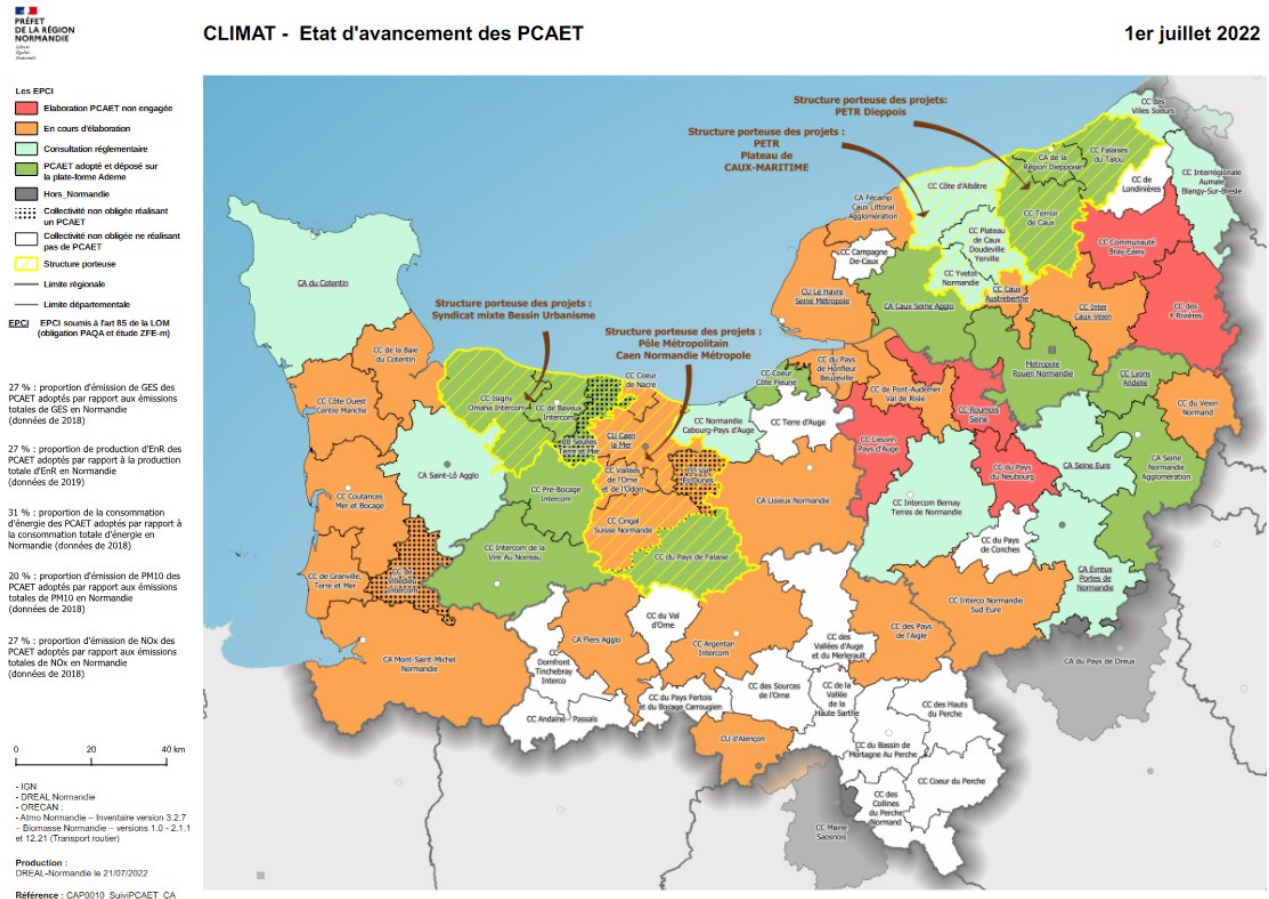 PRÉFET
DE LA RÉGION
NORMANDIE
Liberté
Égalité
Fraternité
CLIMAT - Etat d'avancement des PCAET
1er juillet 2022
Les EPCI
Elaboration PCAET non engagée
En cours d'élaboration
Consultation réglementaire
PCAET adopté et déposé sur
la plate-forme Ademe
Hors_Normandie
Collectivité non obligée réalisant
un PCAET
Collectivité non obligée ne réalisant
pas de PCAET
Structure porteuse
Limite régionale
Limite départementale
EPCI EPCI soumis à l'art 85 de la LOM
(obligation PAQA et étude ZFE-m)
27 % : proportion d'émission de GES des
PCAET adoptés par rapport aux émissions
totales de GES en Normandie
(données de 2018)
27 % : proportion de production d'EnR des
PCAET adoptés par rapport à la production
totale d'EnR en Normandie
(données de 2019)
31 % : proportion de la consommation
d'énergie des PCAET adoptés par rapport à
la consommation totale d'énergie en
Normandie (données de 2018)
20 % : proportion d'émission de PM10 des
PCAET adoptés par rapport aux émissions
totales de PM10 en Normandie
(données de 2018)
27 % : proportion d'émission de NOx des
PCAET adoptés par rapport aux émissions
totales de NOx en Normandie
(données de 2018)
0 20 40 km
- IGN
- DREAL Normandie
- ORECAN :
- Atmo Normandie – Inventaire version 3.2.7
– Biomasse Normandie – versions 1.0 - 2.1.1
et 12.21 (Transport routier)
Production :
DREAL-Normandie le 21/07/2022
Référence : CAP0010_SuiviPCAET_CA
Structure porteuse des projets:
PETR Dieppois
Structure porteuse des projets :
PETR
Plateau de
CAUX-MARITIME
Structure porteuse des projets :
Syndicat mixte Bessin Urbanisme
Structure porteuse des projets :
Pôle Métropolitain
Caen Normandie Métropole
CC des
Villes Soeurs
CC Falaises
du Talou
CA de la
Région Dieppoise
CC de
Londinières
CC Interrégionale
Aumale
Blangy-Sur-Bresle
CC Côte d'Albâtre
CC Terroir
de Caux
CA Fécamp
Caux Littoral
Agglomération
CC Plateau
de Caux
Doudeville
Yerville
CC Communauté
Bray-Eawy
CC Campagne
De-Caux
CC Yvetot
Normandie
CA du Cotentin
CU Le Havre
Seine Métropole
CA Caux Seine Agglo
CC Caux
Austreberthe
CC Inter
Caux-Vexin
CC des
4 Rivières
CC de la Baie
du Cotentin
CC Coeur
de Nacre
CC Coeur
Côte Fleurie
CC du Pays
de Honfleur
Beuzeville
Métropole
Rouen Normandie
CC Lyons
Andelle
CC Côte Ouest
Centre Manche
CC Isigny
Omaha Intercom
CC de Bayeux
Intercom
CC de Pont-Audemer
Val de Risle
CC Roumois
Seine
CC du Vexin
Normand
CC Normandie
Cabourg-Pays d'Auge
CC Terre d'Auge
CU Caen
la Mer
CC Seulles
Terre et Mer
CC Lieuvin
Pays d'Auge
CA Saint-Lô Agglo
CC Vallées
de l'Orne
et de l'Odon
CC Val
Es Dunes
CC du Pays
du Neubourg
CA Seine Eure
CA Seine
Normandie
Agglomération
CC Coutances
Mer et Bocage
CC Pré-Bocage
Intercom
CA Lisieux Normandie
CC Intercom Bernay
Terres de Normandie
CC Cingal
Suisse Normande
CC du Pays
de Conches
CC Intercom de la
Vire Au Noireau
CC du Pays de Falaise
CC de Granville,
Terre et Mer
CC de
Villedieu
Intercom
CA Evreux
Portes de
Normandie
CC Interco Normandie
Sud Eure
CC du Val
d'Orne
CC des Pays
de l'Aigle
CA Mont-Saint-Michel
Normandie
CA Flers Agglo
CC Argentan
Intercom
CC des
Vallées d'Auge
et du Merlerault
CC
Domfront
Tinchebray
Interco
CA du Pays de Dreux
CC des Sources
de l'Orne
CC de la
Vallée
de la
Haute Sarthe
CC du Pays Fertois
et du Bocage Carrougien
CC des Hauts
du Perche
CC Andaine - Passais
CU d'Alençon
CC du Bassin de
Mortagne Au Perche
CC Coeur du Perche
CC des
Collines
du Perche
Normand
CC Maine
Saosnois